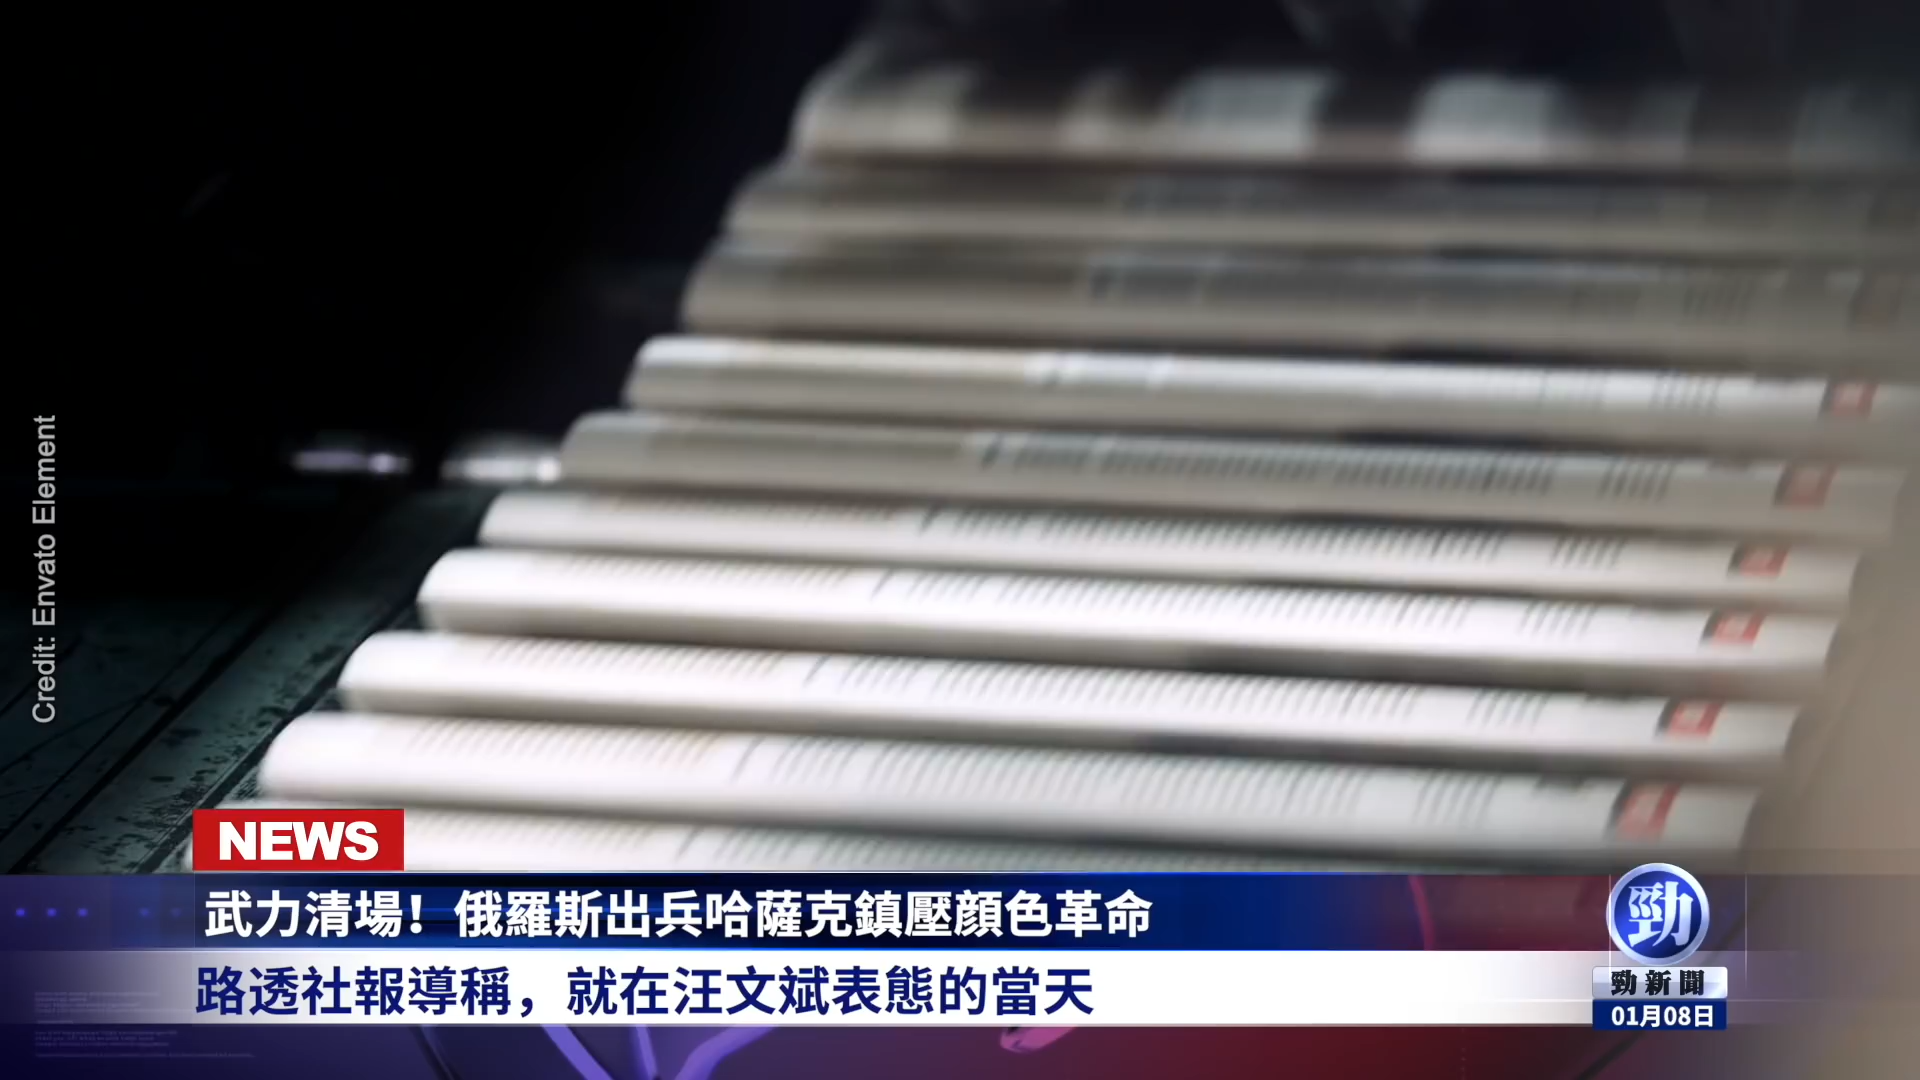 Credit: Envato Element
NEWS
武力清場！俄羅斯出兵哈薩克鎮壓顏色革命
路透社報導稱，就在汪文斌表態的當天
勁
勁新聞
01月08日